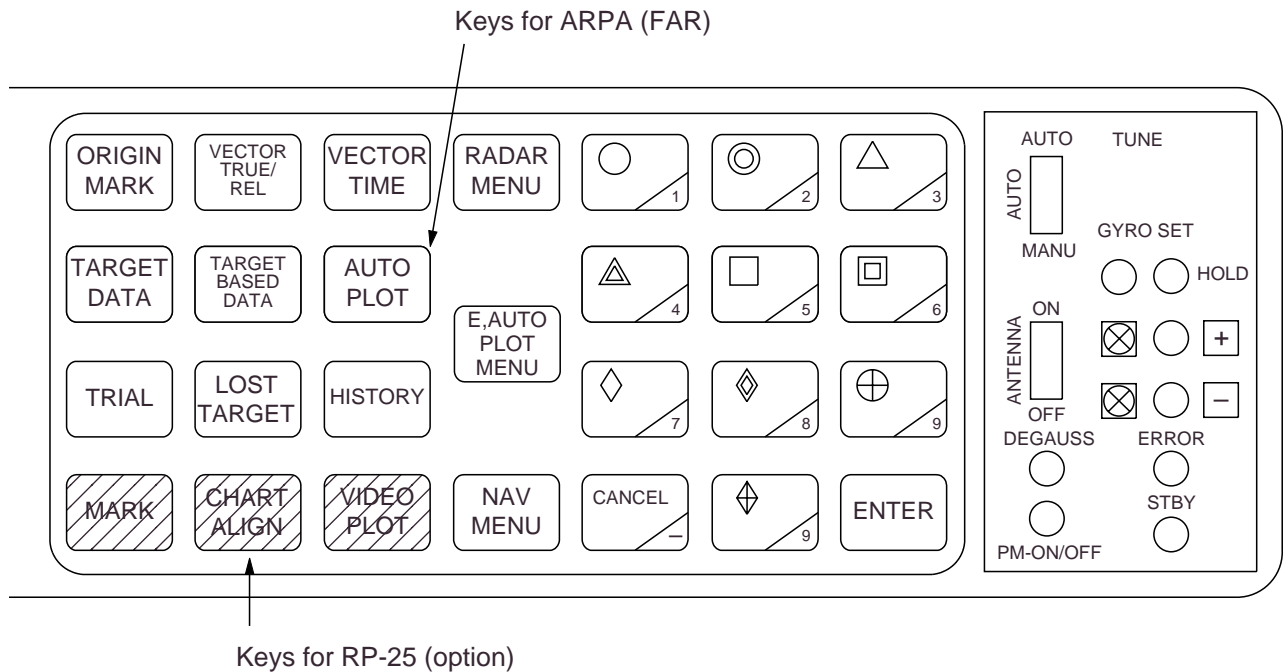 Keys for ARPA (FAR)
ORIGIN
MARK
VECTOR
TRUE/
REL
VECTOR
TIME
RADAR
MENU
1
2
3
TARGET
DATA
TARGET
BASED
DATA
AUTO
PLOT
E,AUTO
PLOT
MENU
4
5
6
TRIAL
LOST
TARGET
HISTORY
7
8
9
MARK
CHART
ALIGN
VIDEO
PLOT
NAV
MENU
CANCEL
–
9
ENTER
AUTO
TUNE
AUTO
MANU
GYRO SET
HOLD
ON
ANTENNA
OFF
+
–
DEGAUSS
ERROR
STBY
PM-ON/OFF
Keys for RP-25 (option)